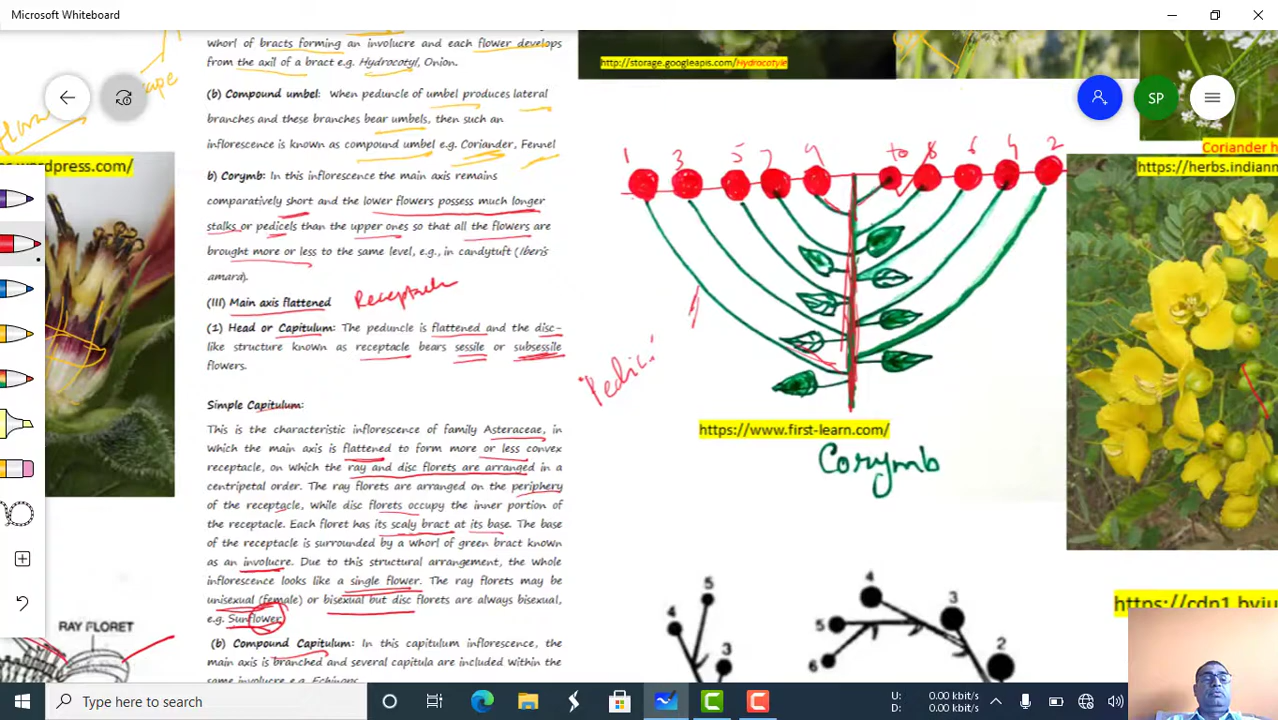 Microsoft Whiteboard
whorl of bracts forming an involucre and each flower develops
from the axil of a bract e.g. Hydrocotyl, Onion.
(b) Compound umbel: When peduncle of umbel produces lateral
branches and these branches bear umbels, then such an
inflorescence is known as compound umbel e.g. Coriander, Fennel
b) Corymb: In this inflorescence the main axis remains
comparatively short and the lower flowers possess much longer
stalks or pedicels than the upper ones so that all the flowers are
brought more or less to the same level, e.g., in candytuft (Iberis
amara).
(III) Main axis flattened
Receptacle
(1) Head or Capitulum: The peduncle is flattened and the disc-
like structure known as receptacle bears sessile or subsessile
flowers.
Simple Capitulum:
This is the characteristic inflorescence of family Asteraceae, in
which the main axis is flattened to form more or less convex
receptacle, on which the ray and disc florets are arranged in a
centripetal order. The ray florets are arranged on the periphery
of the receptacle, while disc florets occupy the inner portion of
the receptacle. Each floret has its scaly bract at its base. The base
of the receptacle is surrounded by a whorl of green bract known
as an involucre. Due to this structural arrangement, the whole
inflorescence looks like a single flower. The ray florets may be
unisexual (female) or bisexual but disc florets are always bisexual,
e.g. Sunflower
(b) Compound Capitulum: In this capitulum inflorescence, the
main axis is branched and several capitula are included within the
same involucre e.g. Echinops
ape
wordpress.com/
RAY FLORET
http://storage.googleapis.com/Hydrocotyle
SP
Coriander h
https://herbs.indiann
1 3 5 7 9 10 8 6 4 2
Pedic
https://www.first-learn.com/
Corymb
5
4
3
4
3
5
2
6
https://cdn1.byju
Type here to search
U: 0.00 kbit/s
D: 0.00 kbit/s